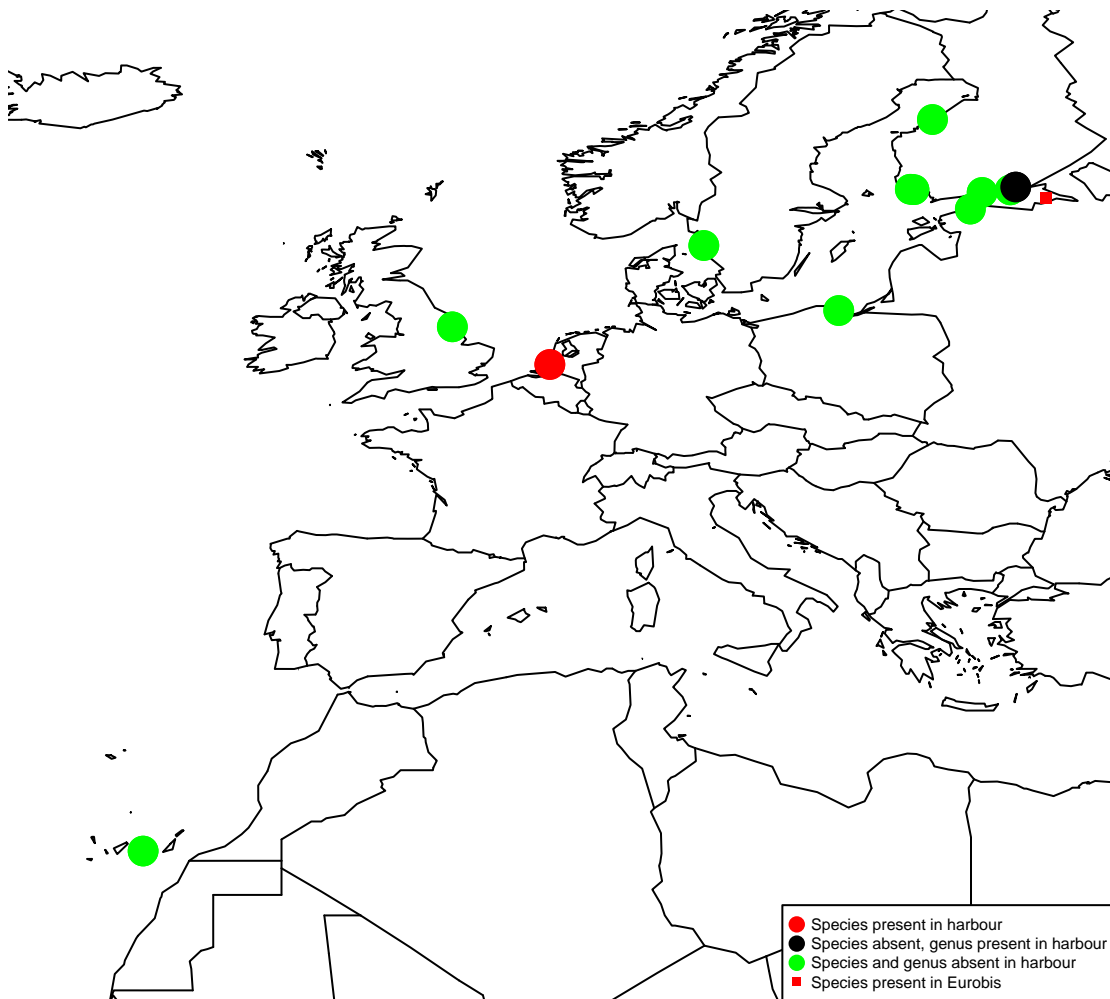 Species present in harbour
Species absent, genus present in harbour
Species and genus absent in harbour
Species present in Eurobis